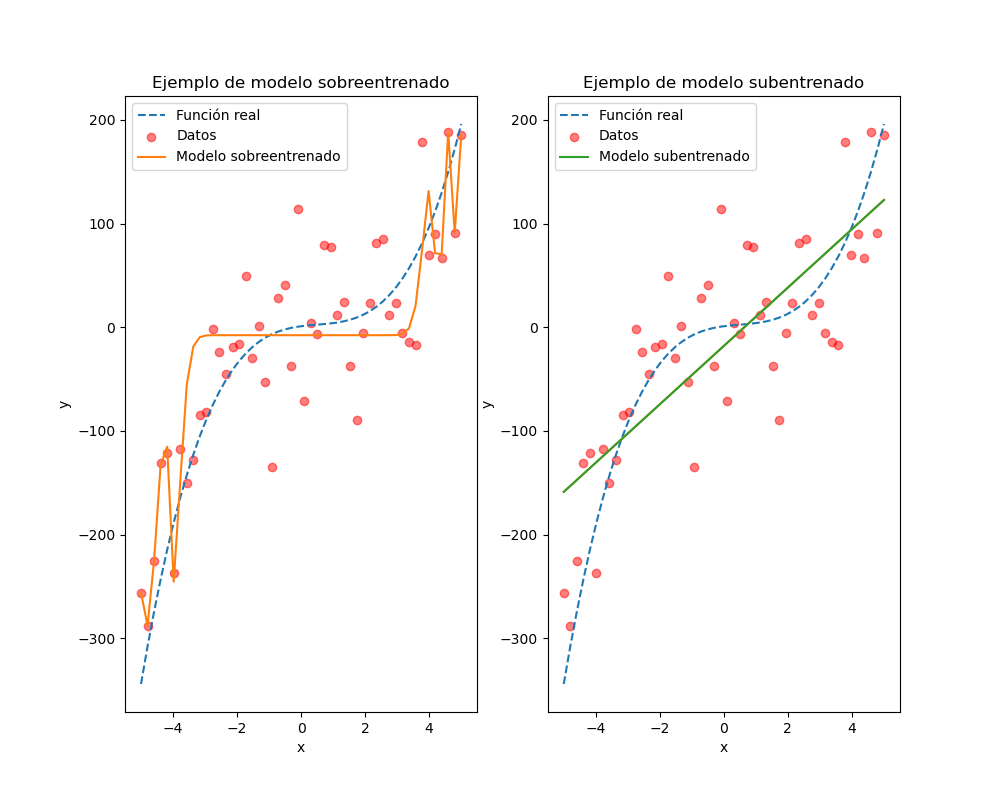 Ejemplo de modelo sobreentrenado
Función real
Datos
Modelo sobreentrenado
200
100
0
−100
−200
−300
y
−4
−2
0
2
4
x
Ejemplo de modelo subentrenado
Función real
Datos
Modelo subentrenado
200
100
0
−100
−200
−300
y
−4
−2
0
2
4
x